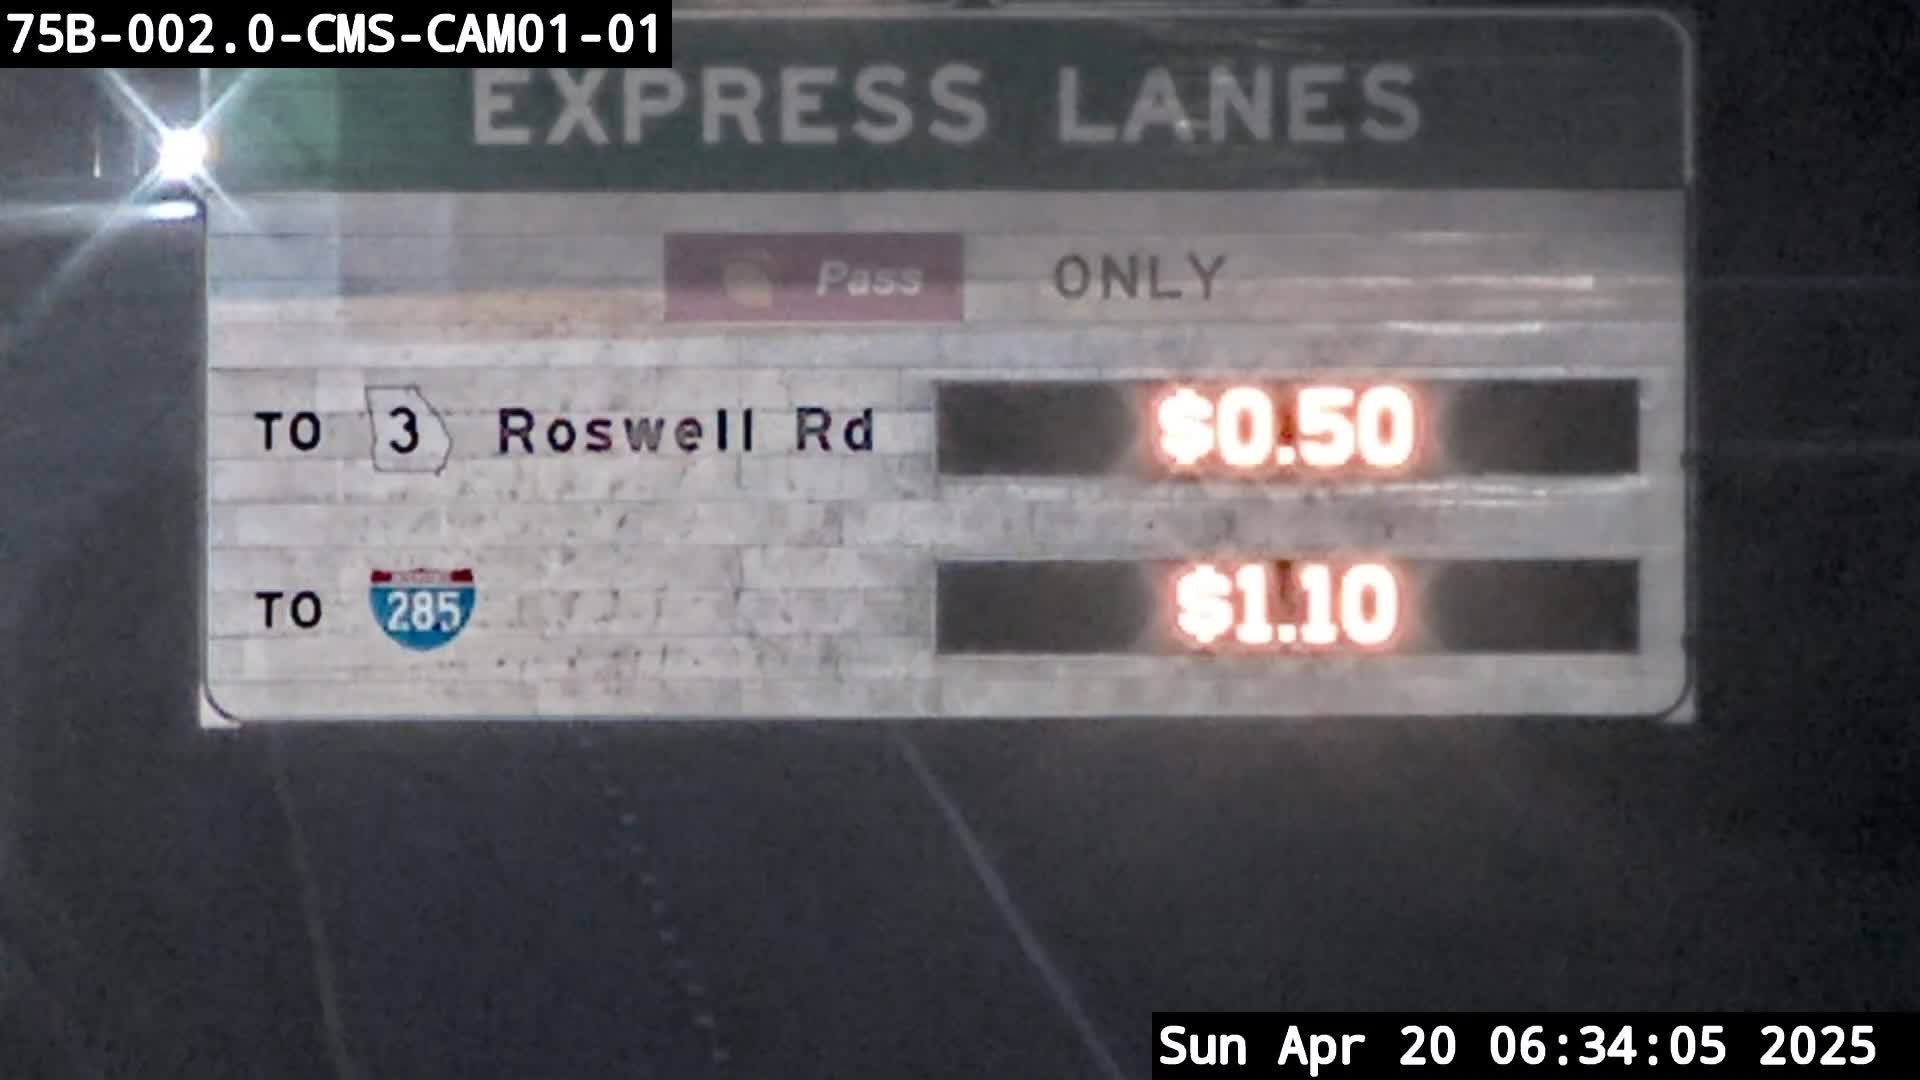 75B-002.0-CMS-CAM01-01
EXPRESS LANES
Pass ONLY
TO 3 Roswell Rd $0.50
TO 285 $1.10
Sun Apr 20 06:34:05 2025